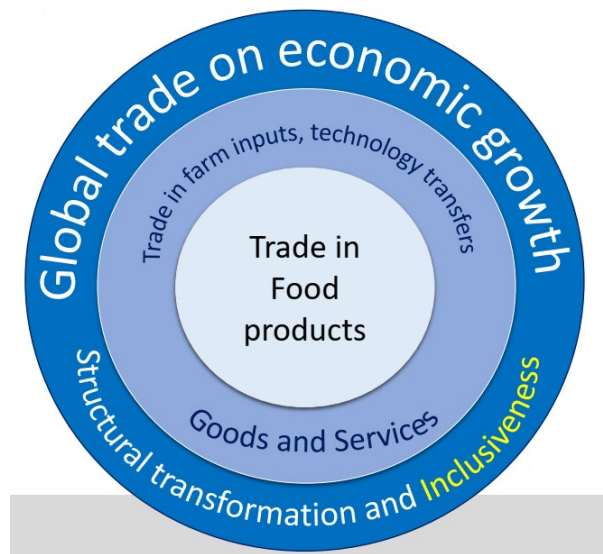 Global trade on economic growth
Trade in farm inputs, technology transfers
Trade in
Food
products
Goods and Services
Structural transformation and Inclusiveness